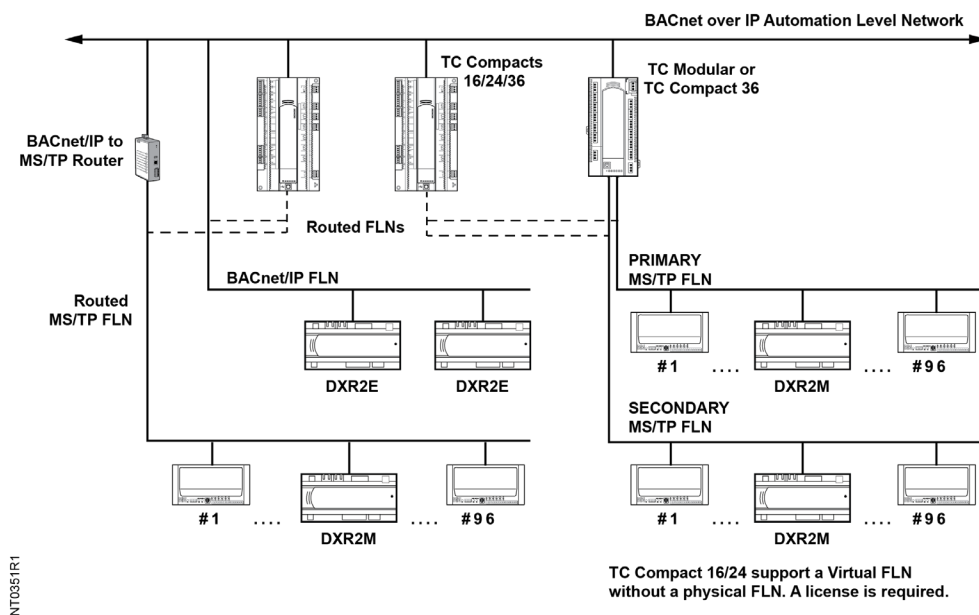 BACnet over IP Automation Level Network
TC Compacts
16/24/36
TC Modular or
TC Compact 36
BACnet/IP to
MS/TP Router
Routed FLNs
BACnet/IP FLN
PRIMARY
MS/TP FLN
Routed
MS/TP FLN
#1 .... DXR2M .... #96
DXR2E
DXR2E
SECONDARY
MS/TP FLN
#1 .... DXR2M .... #96
#1 .... DXR2M .... #96
TC Compact 16/24 support a Virtual FLN
without a physical FLN. A license is required.
NT0351R1